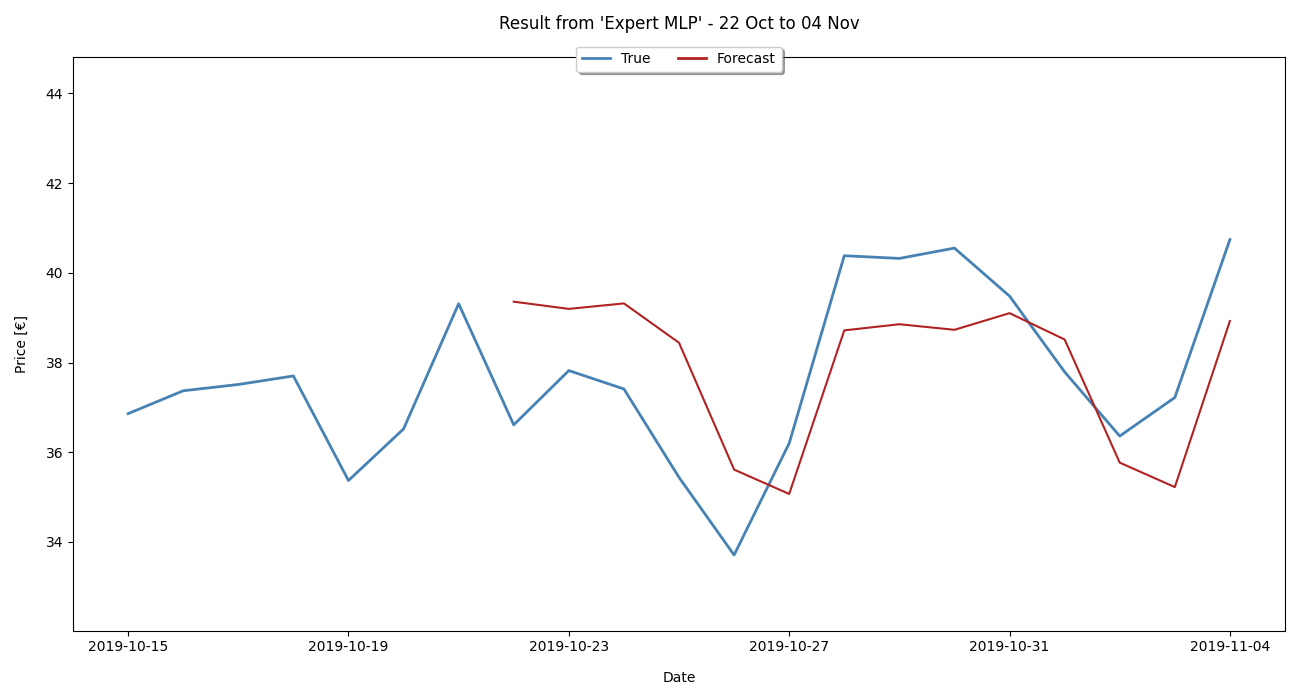 Result from 'Expert MLP' - 22 Oct to 04 Nov
True Forecast
44
42
40
38
36
34
Price [€]
2019-10-15 2019-10-19 2019-10-23 2019-10-27 2019-10-31 2019-11-04
Date